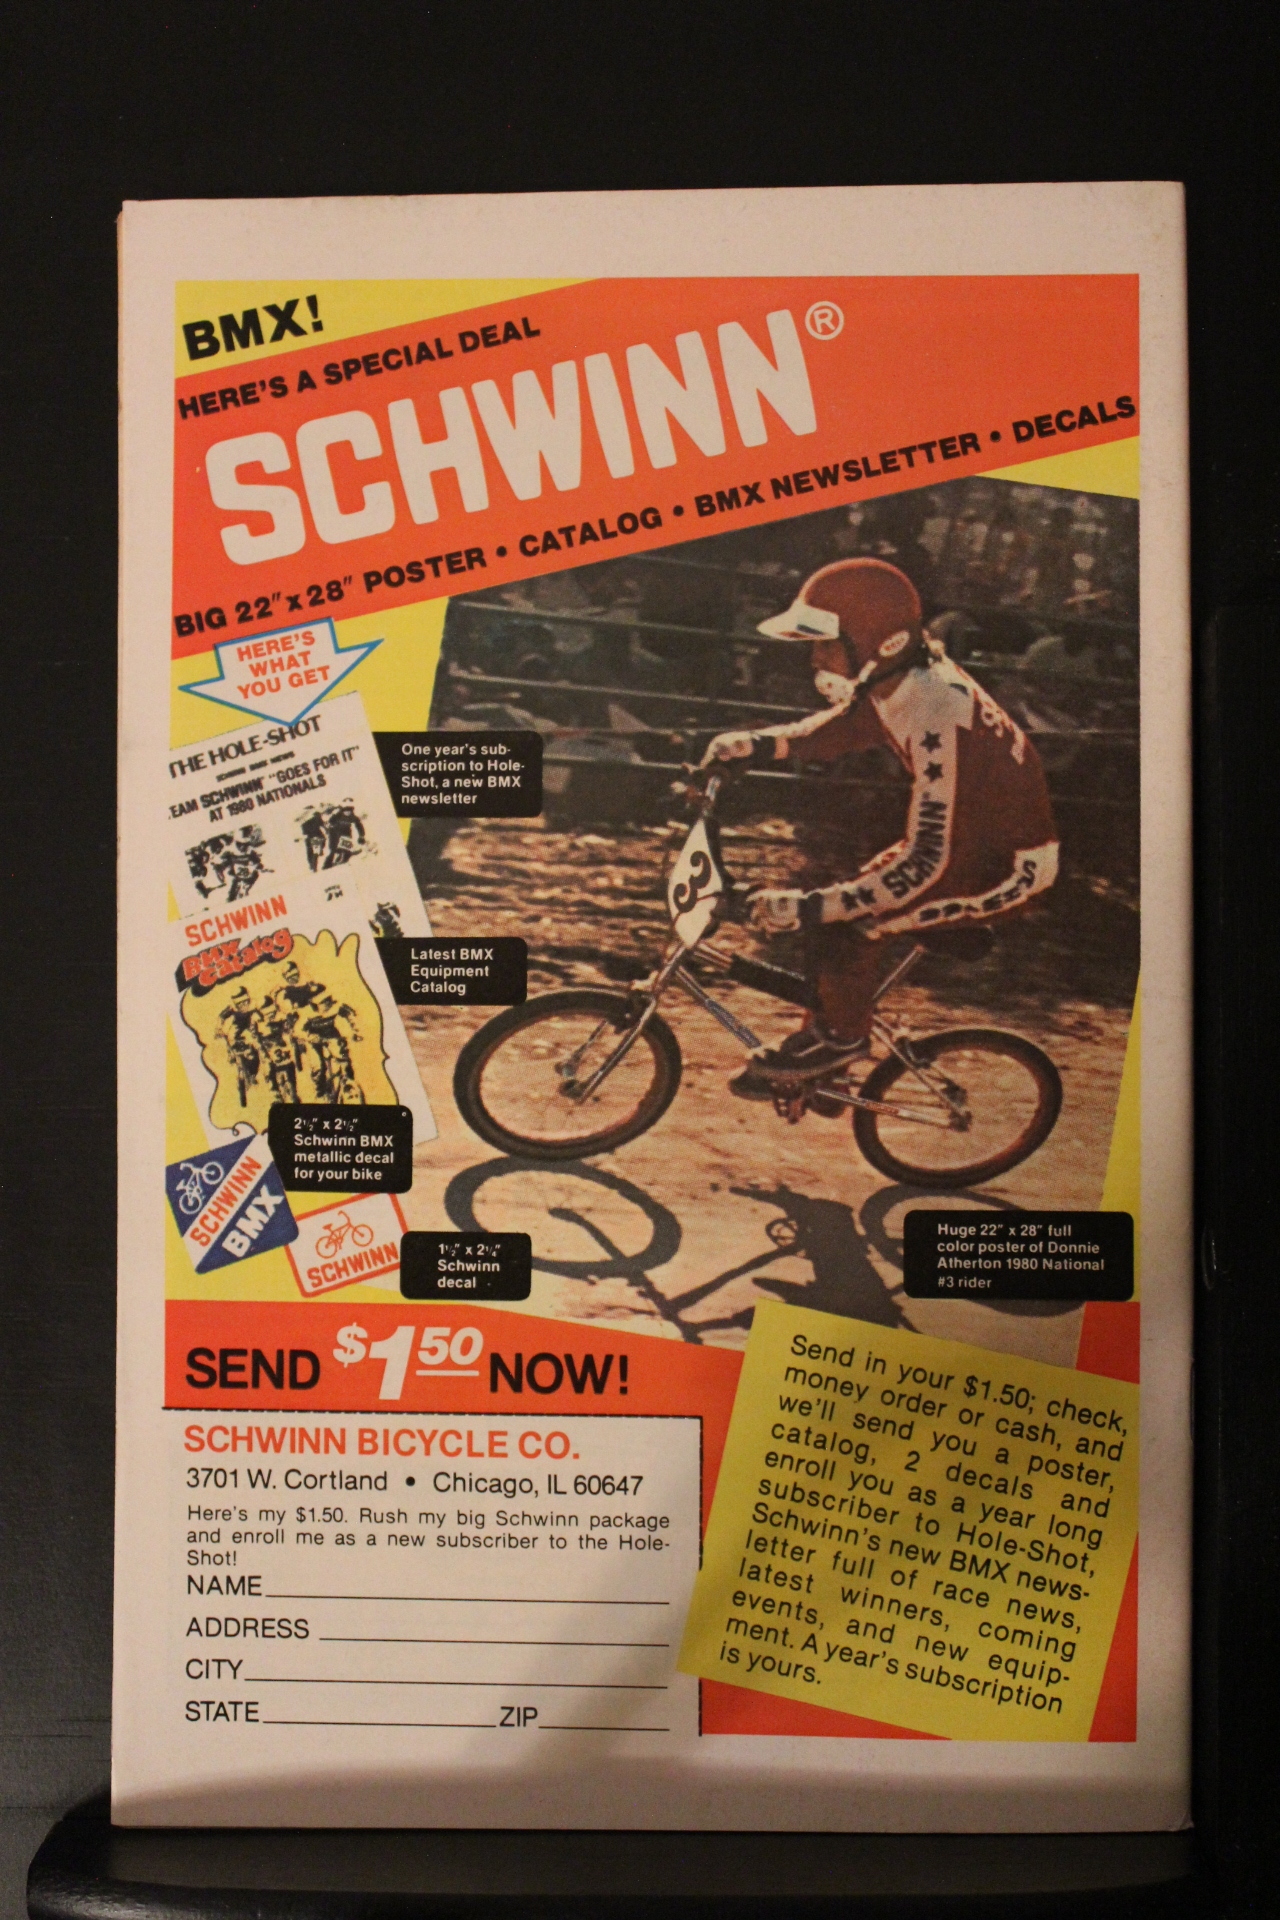 BMX!
HERE'S A SPECIAL DEAL
SCHWINN®
BIG 22" x 28" POSTER • CATALOG • BMX NEWSLETTER • DECALS
HERE'S
WHAT
YOU GET
THE HOLE-SHOT
SCHWINN BMX NEWS
TEAM SCHWINN "GOES FOR IT"
AT 1980 NATIONALS
One year's sub-
scription to Hole-
Shot, a new BMX
newsletter
SCHWINN
BMX
Catalog
Latest BMX
Equipment
Catalog
2½" x 2½"
Schwinn BMX
metallic decal
for your bike
SCHWINN
BMX
SCHWINN
1½" x 2¼"
Schwinn
decal
3
SCHWINN
Huge 22" x 28" full
color poster of Donnie
Atherton 1980 National
#3 rider
SEND $1.50 NOW!
SCHWINN BICYCLE CO.
3701 W. Cortland • Chicago, IL 60647
Here's my $1.50. Rush my big Schwinn package
and enroll me as a new subscriber to the Hole-
Shot!
NAME
ADDRESS
CITY
STATE ZIP
Send in your $1.50; check,
money order or cash, and
we'll send you a poster,
catalog, 2 decals and
enroll you as a year long
subscriber to Hole-Shot,
Schwinn's new BMX news-
letter full of race news,
latest winners, coming
events, and new equip-
ment. A year's subscription
is yours.